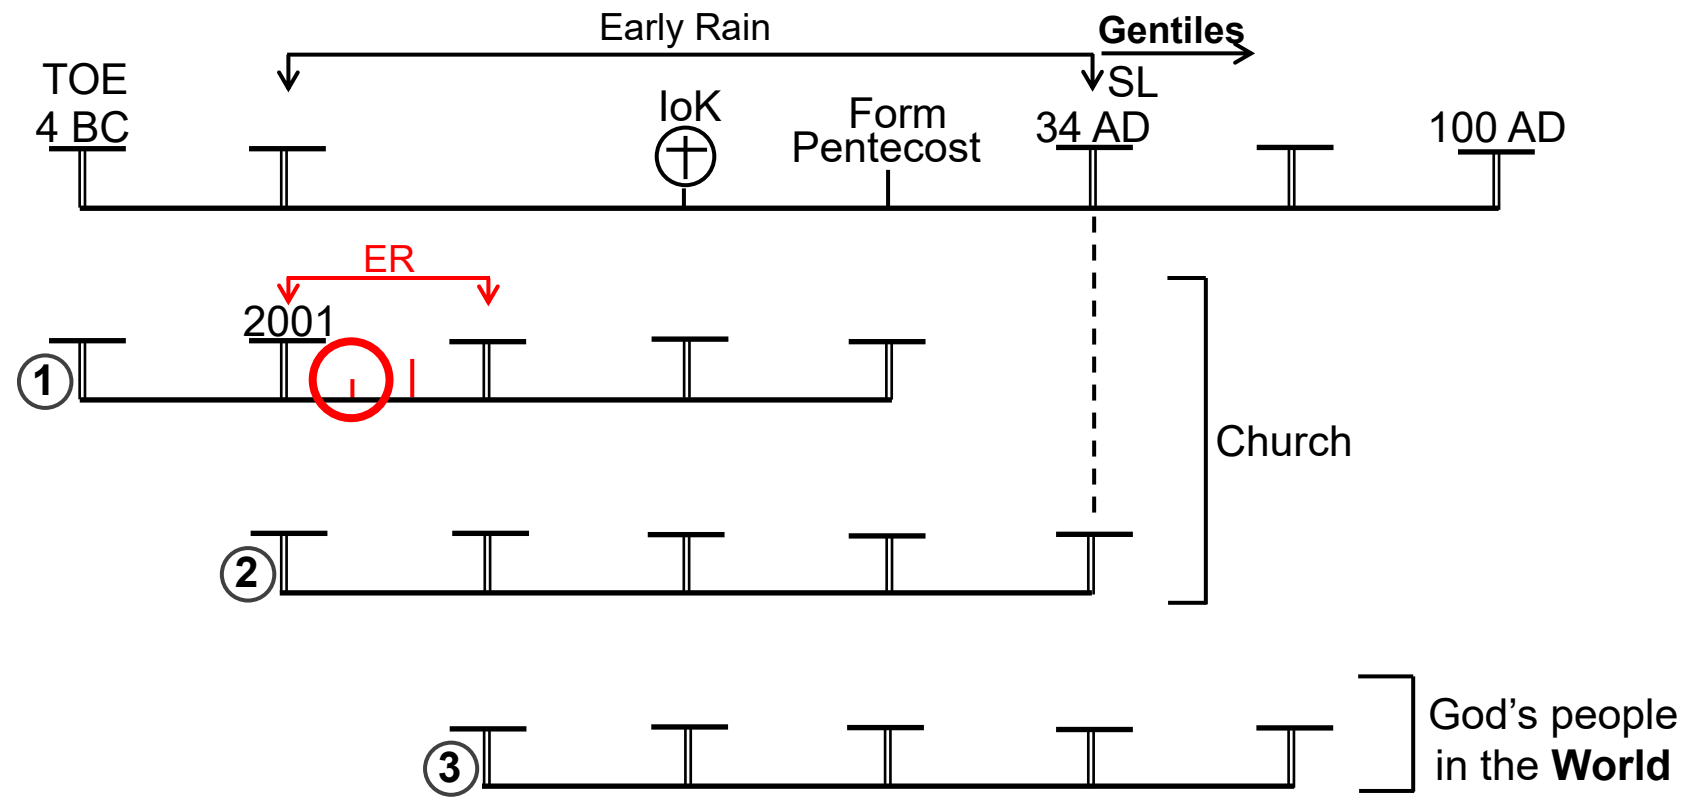 Early Rain
Gentiles
TOE
4 BC
IoK
Form
Pentecost
SL
34 AD
100 AD
ER
2001
1
Church
2
3
God's people
in the World